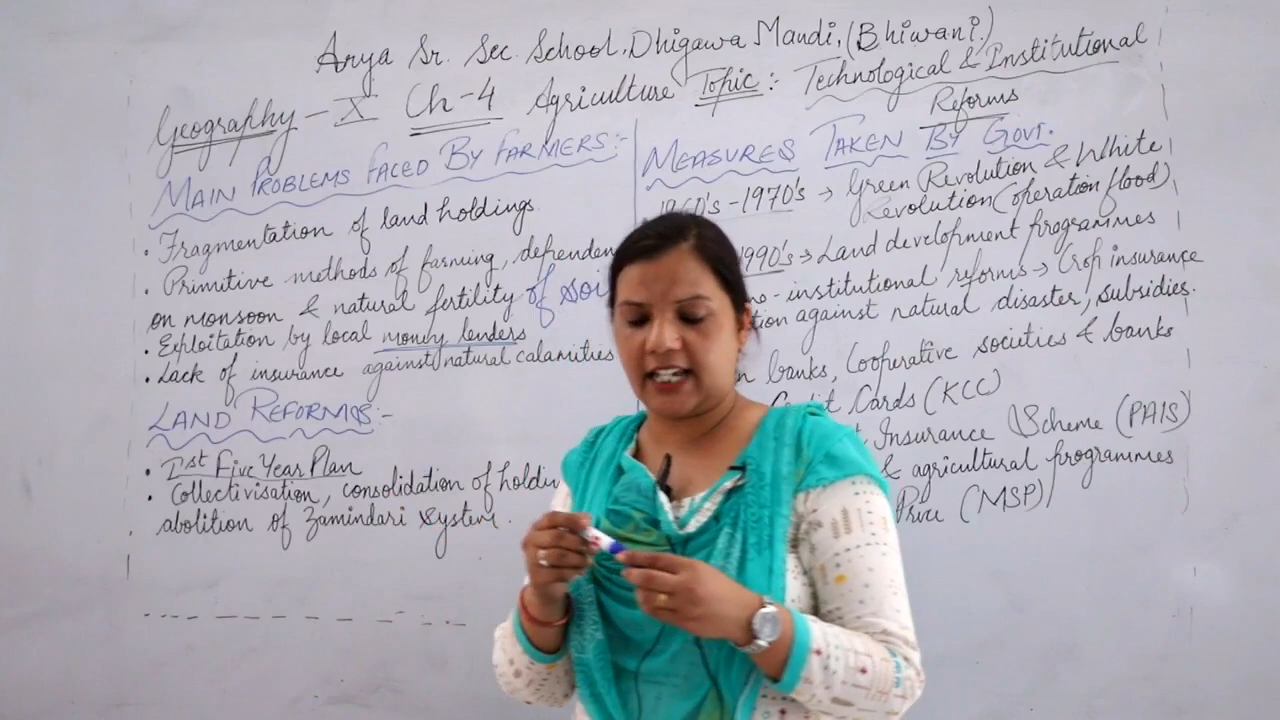 Arya Sr. Sec. School, Dhigawa Mandi, (Bhiwani.)
Geography - X Ch-4 Agriculture Topic:- Technological & Institutional
Reforms
MAIN PROBLEMS FACED BY FARMERS:-
• Fragmentation of land holdings
• Primitive methods of farming,
on monsoon & natural fertility of
• Exploitation by local money lenders
• Lack of insurance against natural calamities
LAND REFORMS:-
• Ist Five Year Plan
• Collectivisation, consolidation of
abolition of Zamindari System.
MEASURES TAKEN BY GOVT.
1960's - 1970's → Green Revolution & White
Revolution (operation flood)
1990's → Land development programmes
institutional reforms → Crop insurance
against natural disaster, subsidies.
banks, Cooperative societies & banks
Credit Cards (KCC)
Insurance Scheme (PAIS)
& agricultural programmes
Price (MSP)